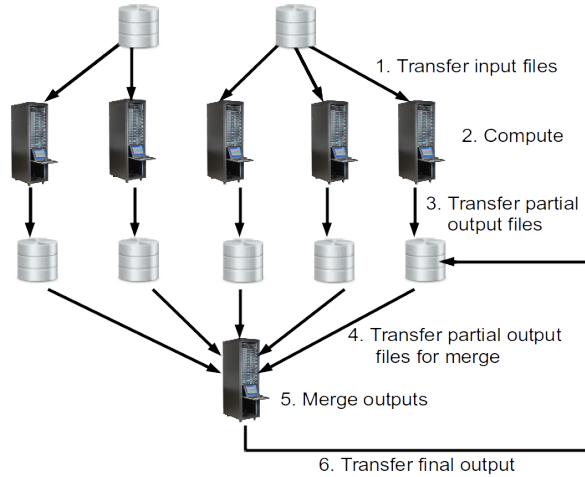 1. Transfer input files
2. Compute
3. Transfer partial
output files
4. Transfer partial output
files for merge
5. Merge outputs
6. Transfer final output